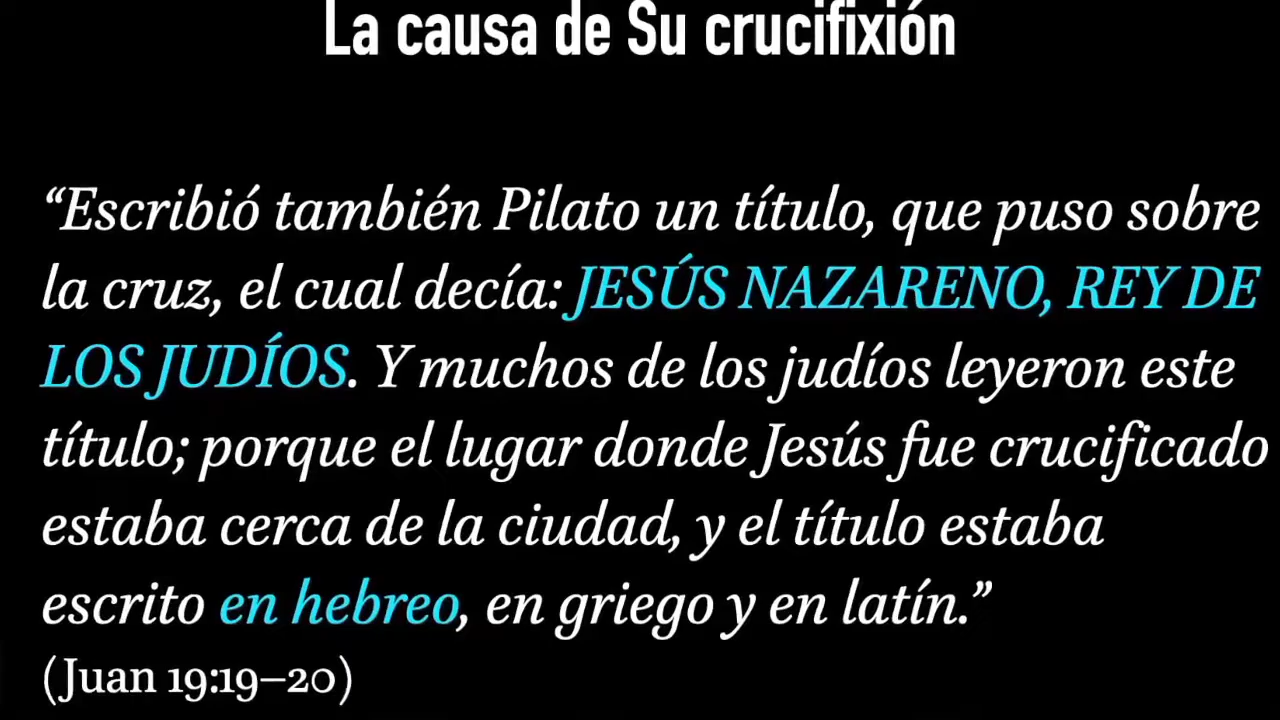 La causa de Su crucifixión
“Escribió también Pilato un título, que puso sobre
la cruz, el cual decía: JESÚS NAZARENO, REY DE
LOS JUDÍOS. Y muchos de los judíos leyeron este
título; porque el lugar donde Jesús fue crucificado
estaba cerca de la ciudad, y el título estaba
escrito en hebreo, en griego y en latín.”
(Juan 19:19–20)